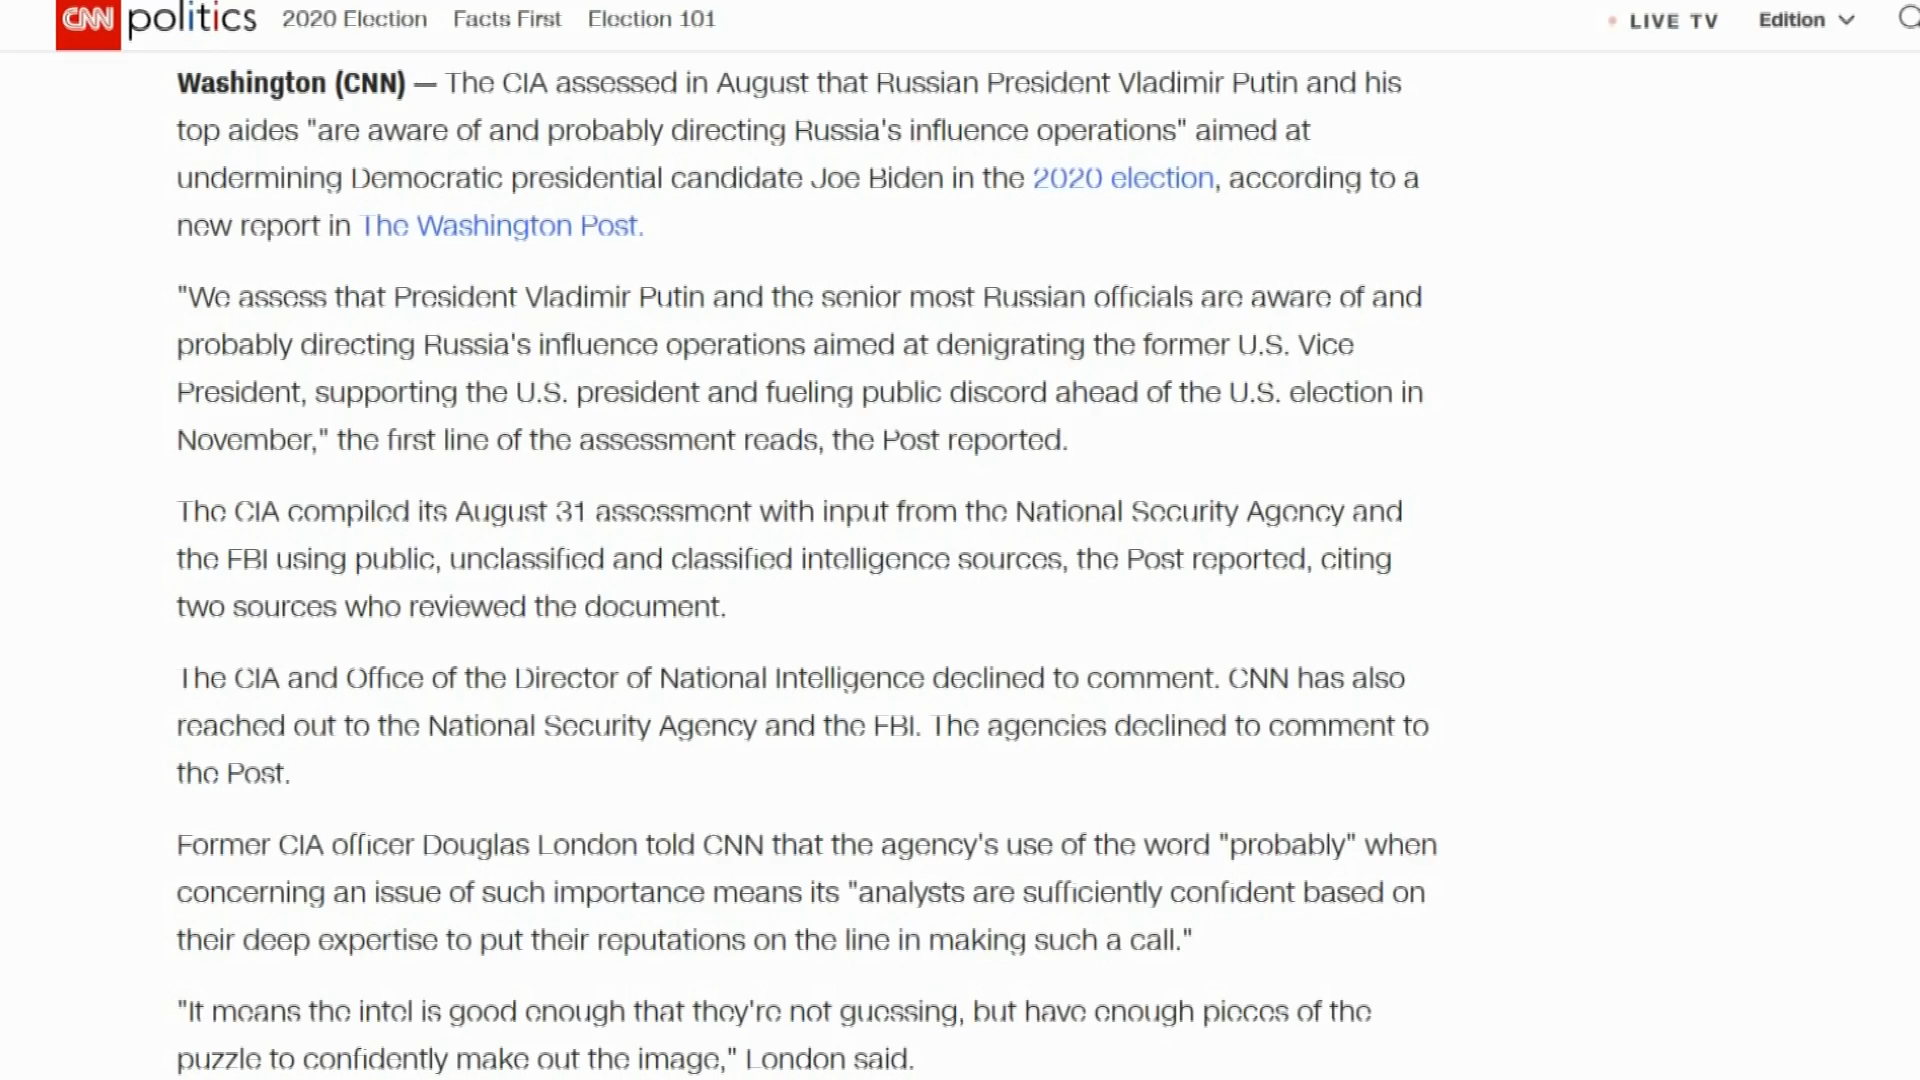 CNN politics 2020 Election Facts First Election 101 LIVE TV Edition
Washington (CNN) — The CIA assessed in August that Russian President Vladimir Putin and his
top aides "are aware of and probably directing Russia's influence operations" aimed at
undermining Democratic presidential candidate Joe Biden in the 2020 election, according to a
new report in The Washington Post.
"We assess that President Vladimir Putin and the senior most Russian officials are aware of and
probably directing Russia's influence operations aimed at denigrating the former U.S. Vice
President, supporting the U.S. president and fueling public discord ahead of the U.S. election in
November," the first line of the assessment reads, the Post reported.
The CIA compiled its August 31 assessment with input from the National Security Agency and
the FBI using public, unclassified and classified intelligence sources, the Post reported, citing
two sources who reviewed the document.
The CIA and Office of the Director of National Intelligence declined to comment. CNN has also
reached out to the National Security Agency and the FBI. The agencies declined to comment to
the Post.
Former CIA officer Douglas London told CNN that the agency's use of the word "probably" when
concerning an issue of such importance means its "analysts are sufficiently confident based on
their deep expertise to put their reputations on the line in making such a call."
"It means the intel is good enough that they're not guessing, but have enough pieces of the
puzzle to confidently make out the image," London said.